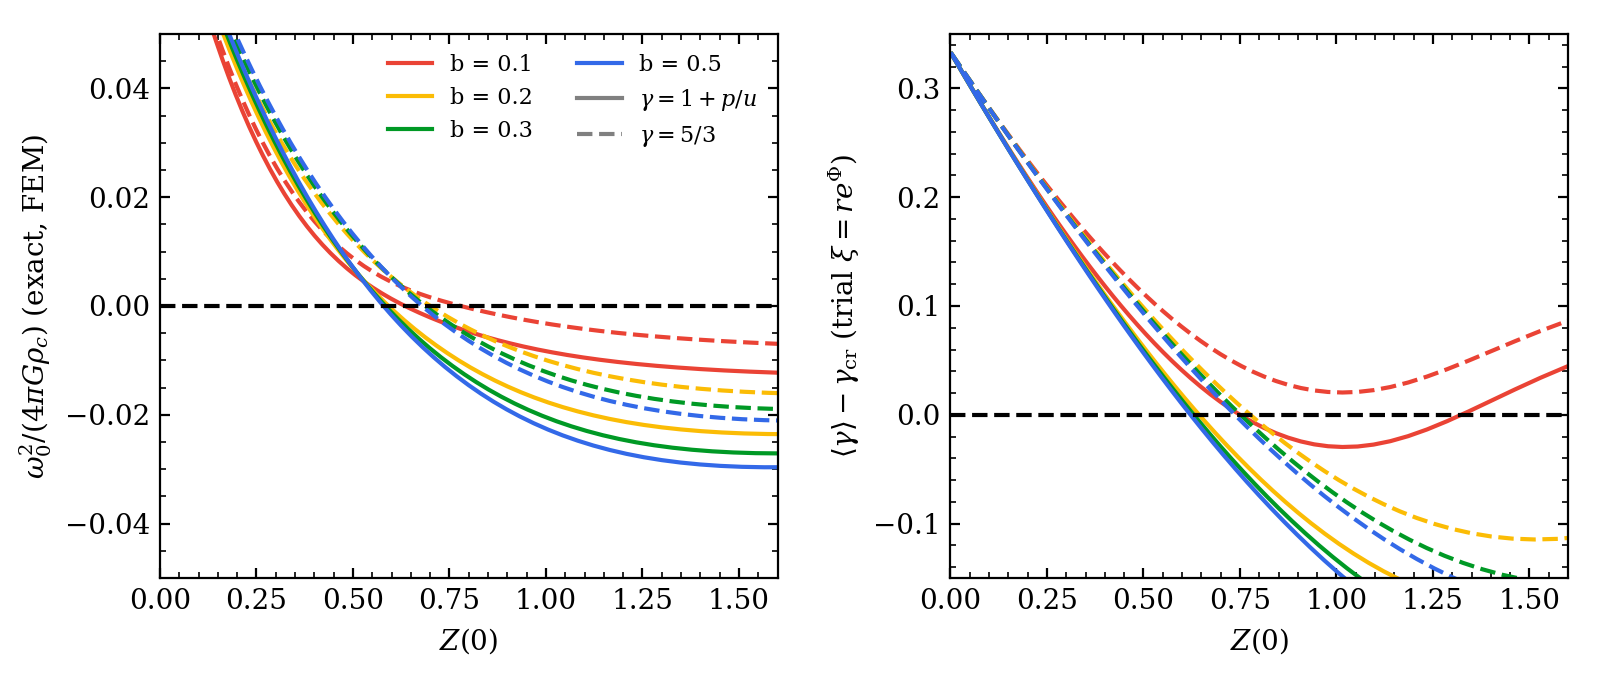 ω₀²/(4πGρ_c) (exact, FEM)
0.04
0.02
0.00
−0.02
−0.04
b = 0.1
b = 0.2
b = 0.3
b = 0.5
γ = 1 + p/u
γ = 5/3
0.00 0.25 0.50 0.75 1.00 1.25 1.50
Z(0)
⟨γ⟩ − γ_cr (trial ξ = re^Φ)
0.3
0.2
0.1
0.0
−0.1
0.00 0.25 0.50 0.75 1.00 1.25 1.50
Z(0)